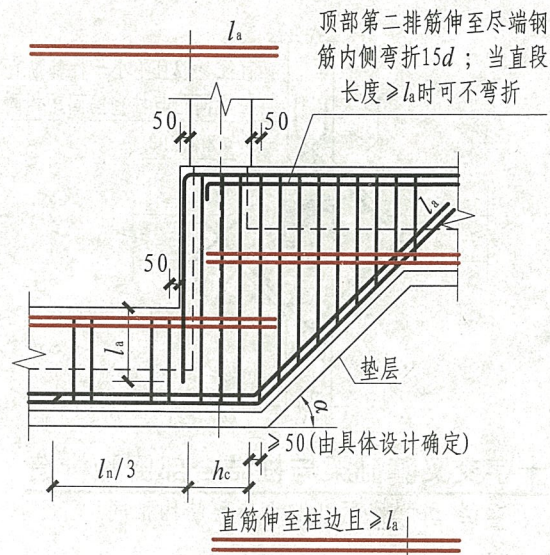 顶部第二排筋伸至尽端钢
筋内侧弯折15d；当直段
长度≥la时可不弯折
la
50
50
la
50
la
垫层
α
≥50(由具体设计确定)
ln/3
hc
直筋伸至柱边且≥la